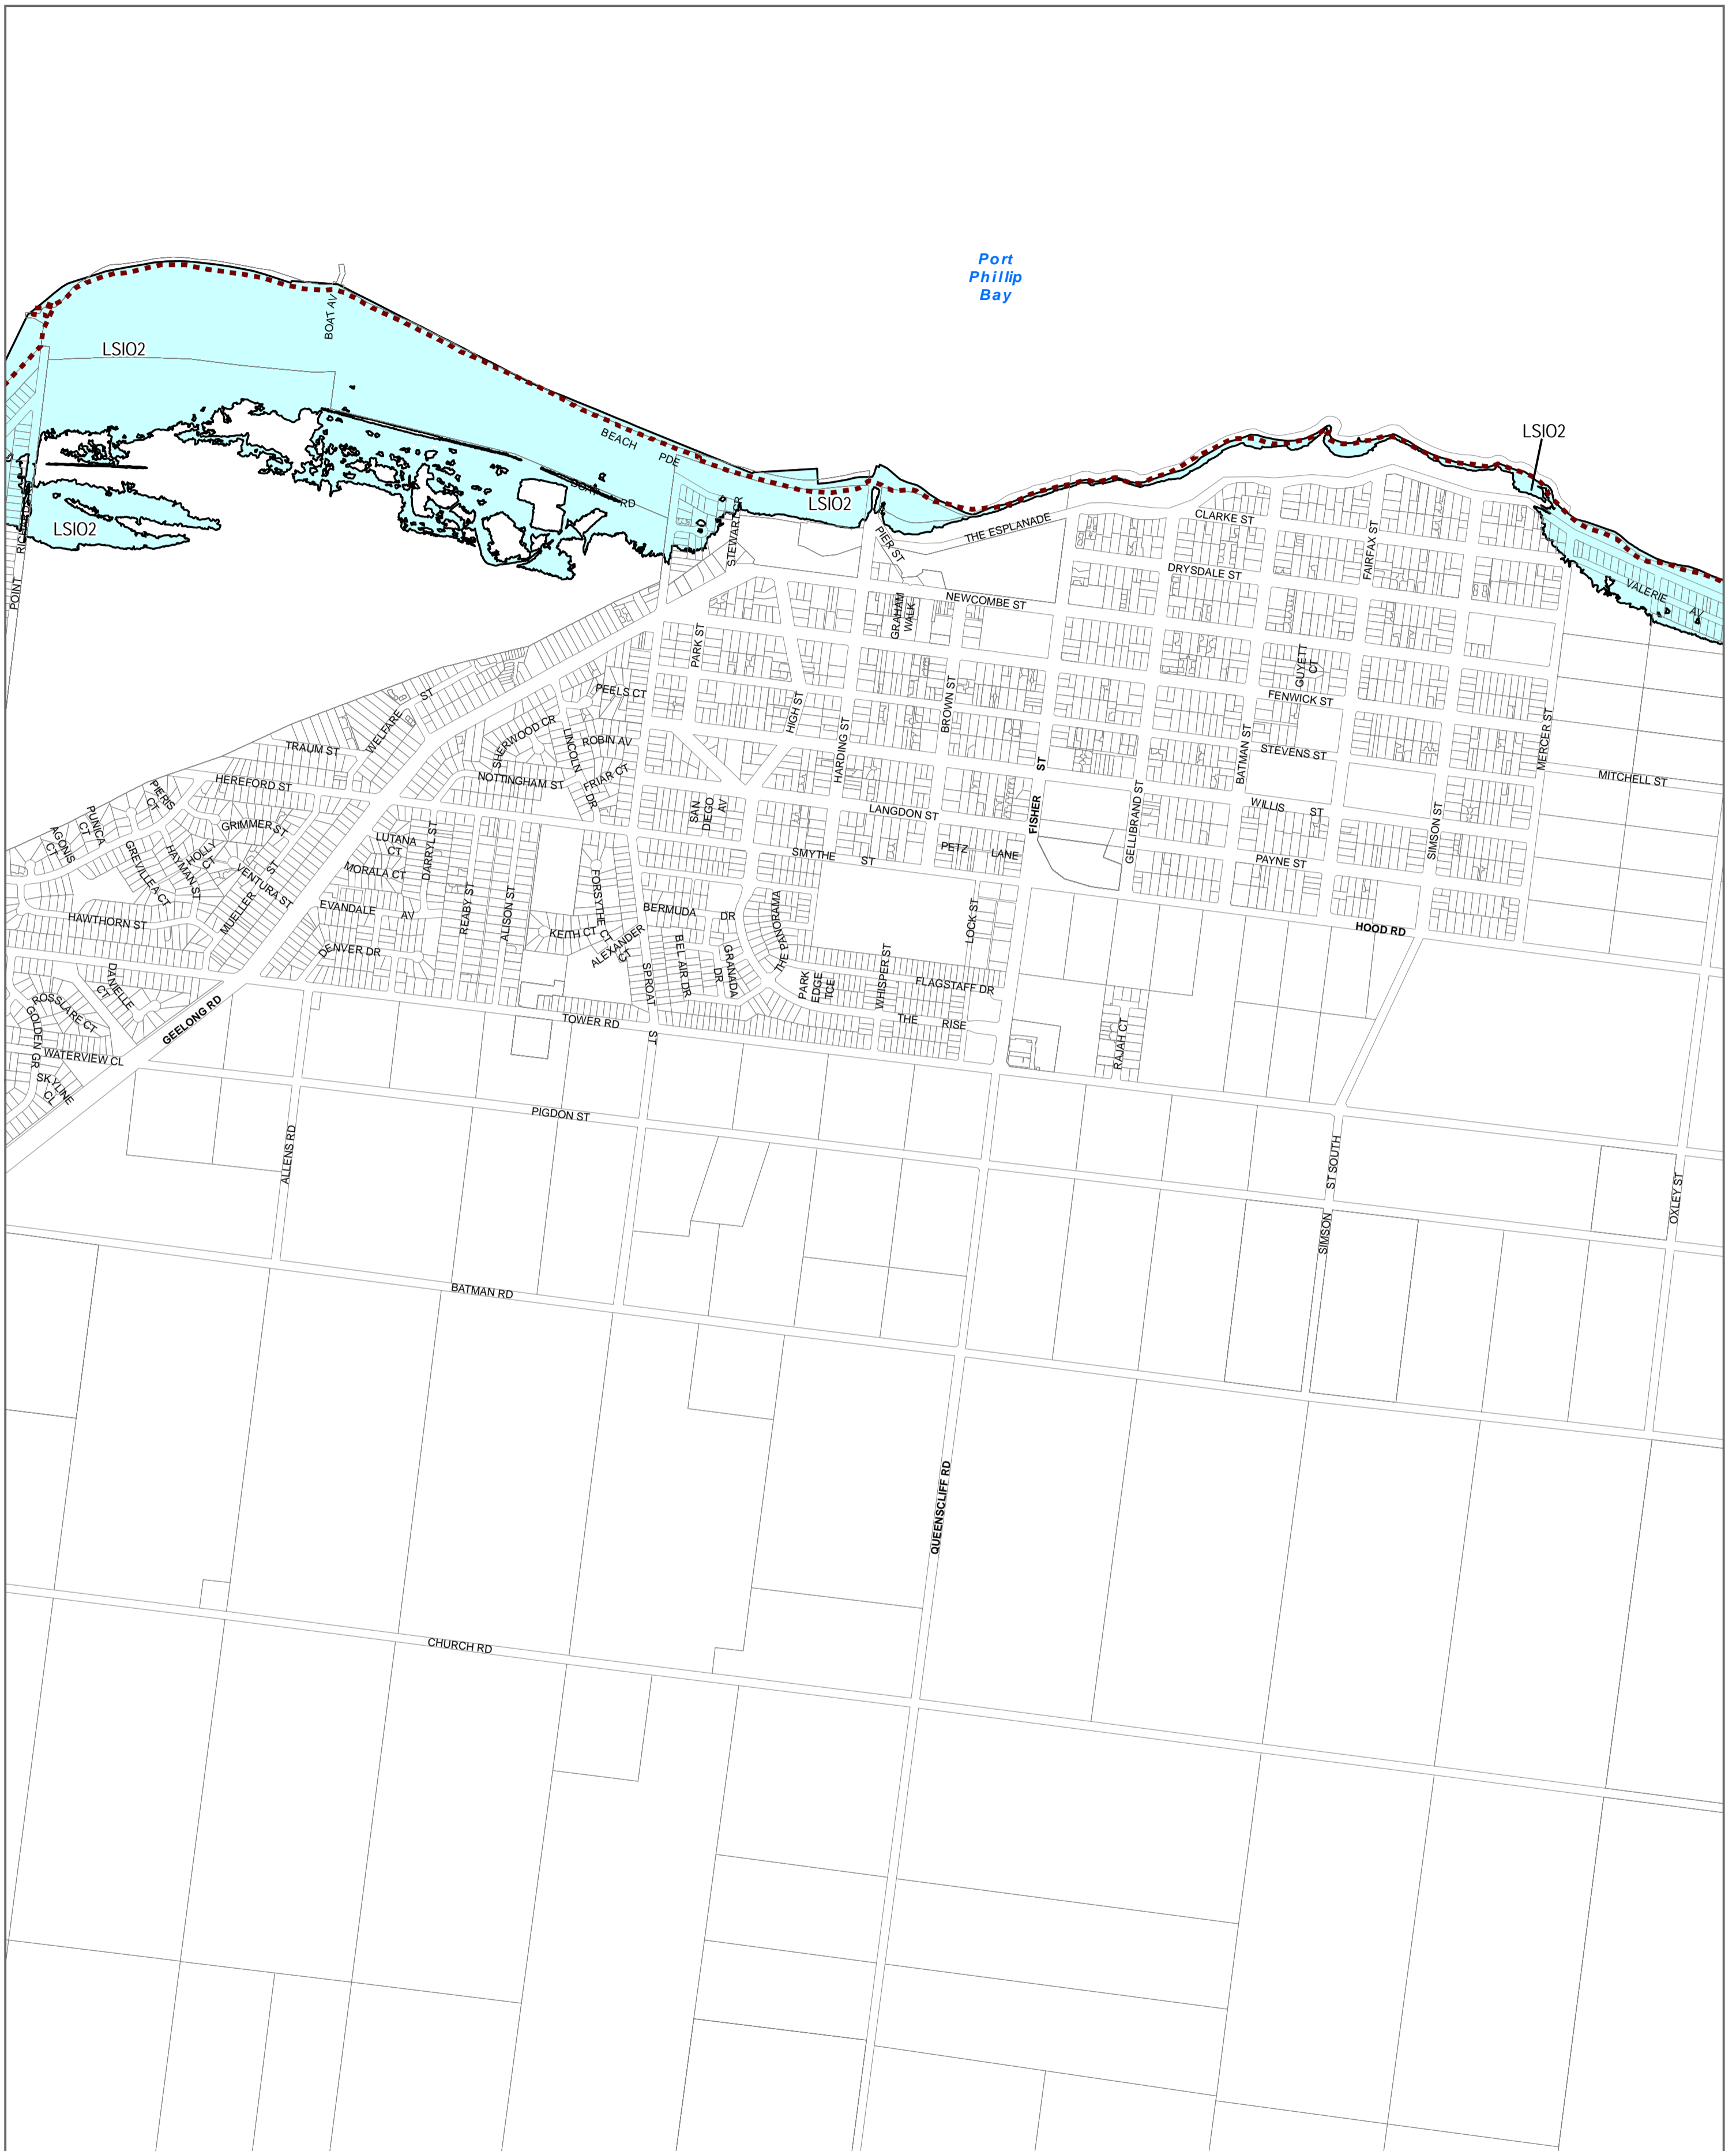 Port
Phillip
Bay
BOAT AV
LSIO2
LSIO2
BEACH
PDE
RD
LSIO2
LSIO2
POINT
STEWART CR
PIER ST
THE ESPLANADE
CLARKE ST
DRYSDALE ST
FAIRFAX ST
VALERIE
AV
NEWCOMBE ST
GRAHAM
WALK
PARK ST
PEELS CT
HIGH ST
HARDING ST
BROWN ST
GUYETT
CT
FENWICK ST
BATMAN ST
STEVENS ST
MERCER ST
MITCHELL ST
WELFARE
ST
TRAUM ST
SHERWOOD CR
LINCOLN
DR
ROBIN AV
FRIAR CT
NOTTINGHAM ST
HEREFORD ST
PIERIS
CT
PUNICA
CT
AGONIS
CT
GRIMMER ST
HOLLY
CT
HAYMAN ST
GREVILLEA CT
VENTURA ST
MUELLER
ST
HAWTHORN ST
LUTANA
CT
MORALA CT
DARRYL ST
EVANDALE
AV
REABY ST
ALISON ST
DENVER DR
FORSYTHE
CT
KEITH CT
ALEXANDER
CT
SAN
DIEGO
AV
LANGDON ST
SMYTHE
ST
PETZ
LANE
FISHER
ST
GELLIBRAND ST
WILLIS
ST
PAYNE ST
SIMSON ST
HOOD RD
BERMUDA
DR
BEL AIR DR
GRANADA
DR
THE PANORAMA
PARK
EDGE
TCE
WHISPER ST
LOCK ST
FLAGSTAFF DR
THE
RISE
SPROAT
ST
TOWER RD
RAJAH CT
DANIELLE
CT
ROSSLARE CT
GOLDEN GR
WATERVIEW CL
SKYLINE
CL
GEELONG RD
PIGDON ST
ALLENS RD
SIMSON
ST SOUTH
OXLEY ST
BATMAN RD
QUEENSCLIFF RD
CHURCH RD